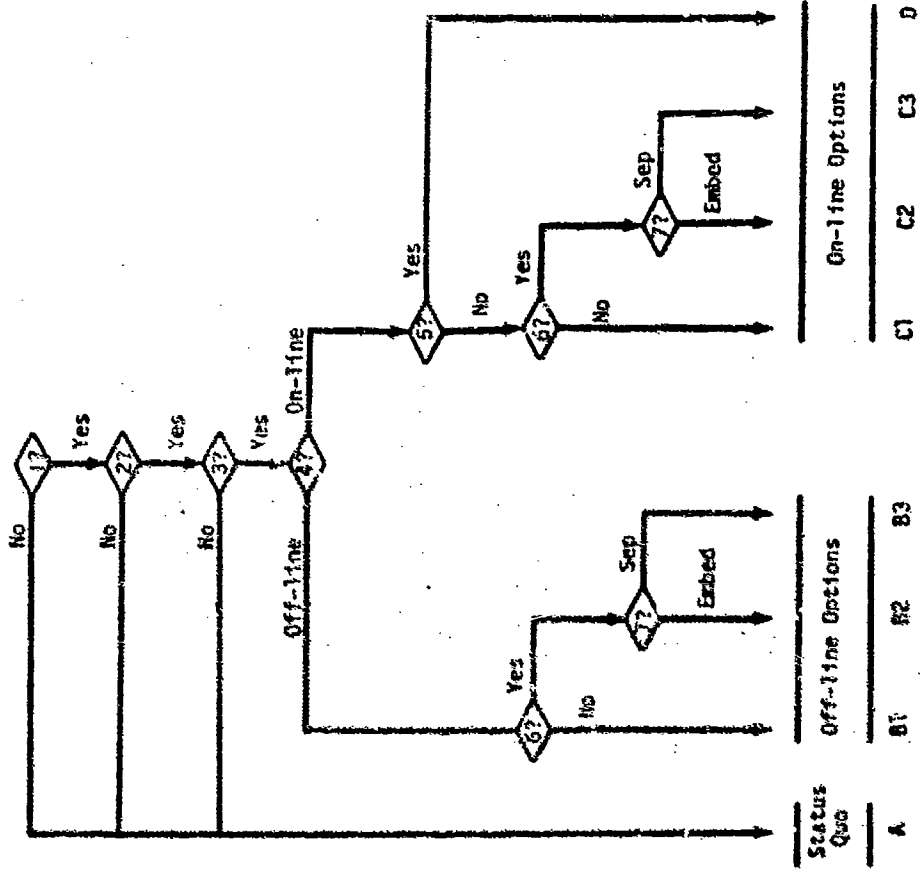 1?
No
Yes
2?
No
Yes
3?
No
Yes
4?
Off-line
On-line
5?
Yes
No
6?
Yes
No
6?
Yes
No
7?
Sep
Embed
7?
Sep
Embed
Status
Quo
Off-line Options
On-line Options
A
B1
B2
B3
C1
C2
C3
D